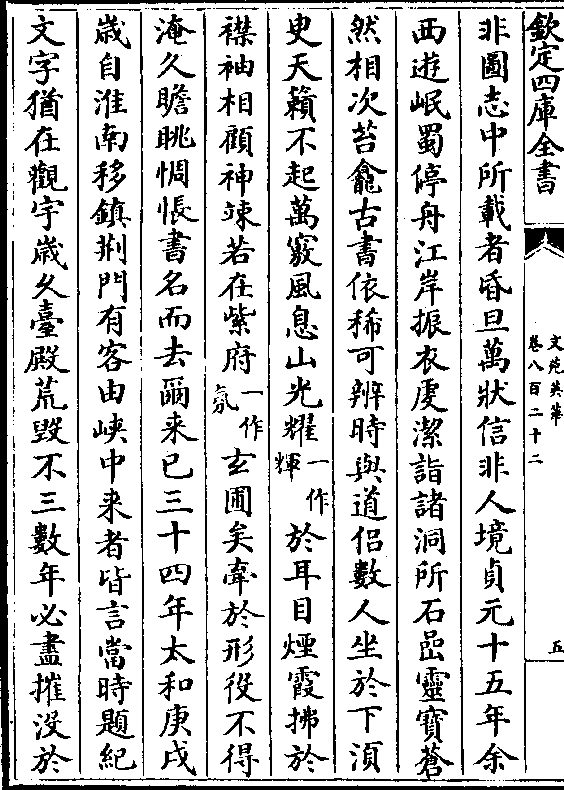 欽定四庫全書
文苑英華
卷八百二十二
五
非圖志中所載者昏旦萬狀信非人境貞元十五年余
西遊岷蜀停舟江岸振衣虔潔詣諸洞所石嵒靈寶蒼
然相次苔龕古書依稀可辨時與道侶數人坐於下湏
史天籟不起萬竅風息山光耀一作輝於耳目煙霞拂於
襟袖相顧神竦若在紫府一作氛玄圃矣牽於形役不得
淹久瞻眺惆悵書名而去爾来已三十四年太和庚戌
歲自淮南移鎮荆門有客由峽中来者皆言當時題紀
文字猶在觀宇歲久臺殿荒毀不三數年必盡摧没於